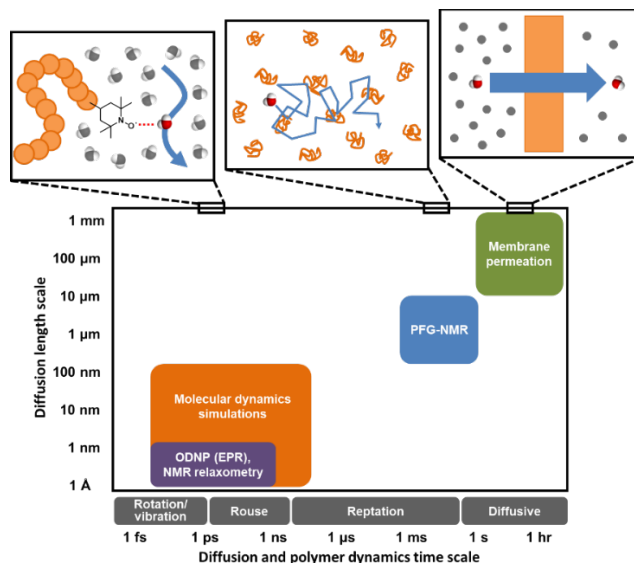 N
O
1 mm
100 µm
10 µm
1 µm
100 nm
10 nm
1 nm
1 Å
Diffusion length scale
Membrane
permeation
PFG-NMR
Molecular dynamics
simulations
ODNP (EPR),
NMR relaxometry
Rotation/
vibration
Rouse
Reptation
Diffusive
1 fs
1 ps
1 ns
1 µs
1 ms
1 s
1 hr
Diffusion and polymer dynamics time scale